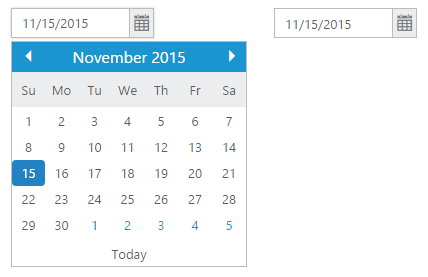 11/15/2015 11/15/2015
November 2015
Su Mo Tu We Th Fr Sa
1 2 3 4 5 6 7
8 9 10 11 12 13 14
15 16 17 18 19 20 21
22 23 24 25 26 27 28
29 30 1 2 3 4 5
Today